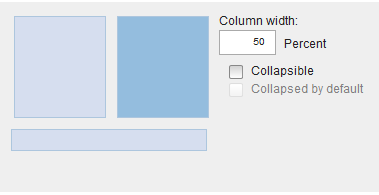 Column width:
50 Percent
Collapsible
Collapsed by default